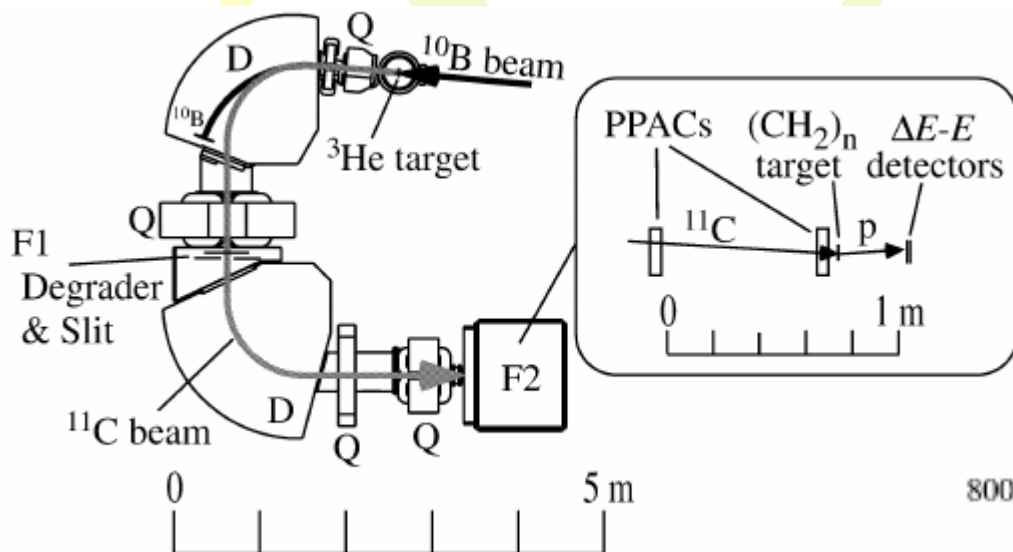 Q
¹⁰B beam
D
¹⁰B
³He target
Q
F1
Degrader
& Slit
¹¹C beam
D
Q
Q
F2
PPACs
(CH₂)ₙ
target
ΔE-E
detectors
¹¹C
p
0
1 m
0
5 m
800